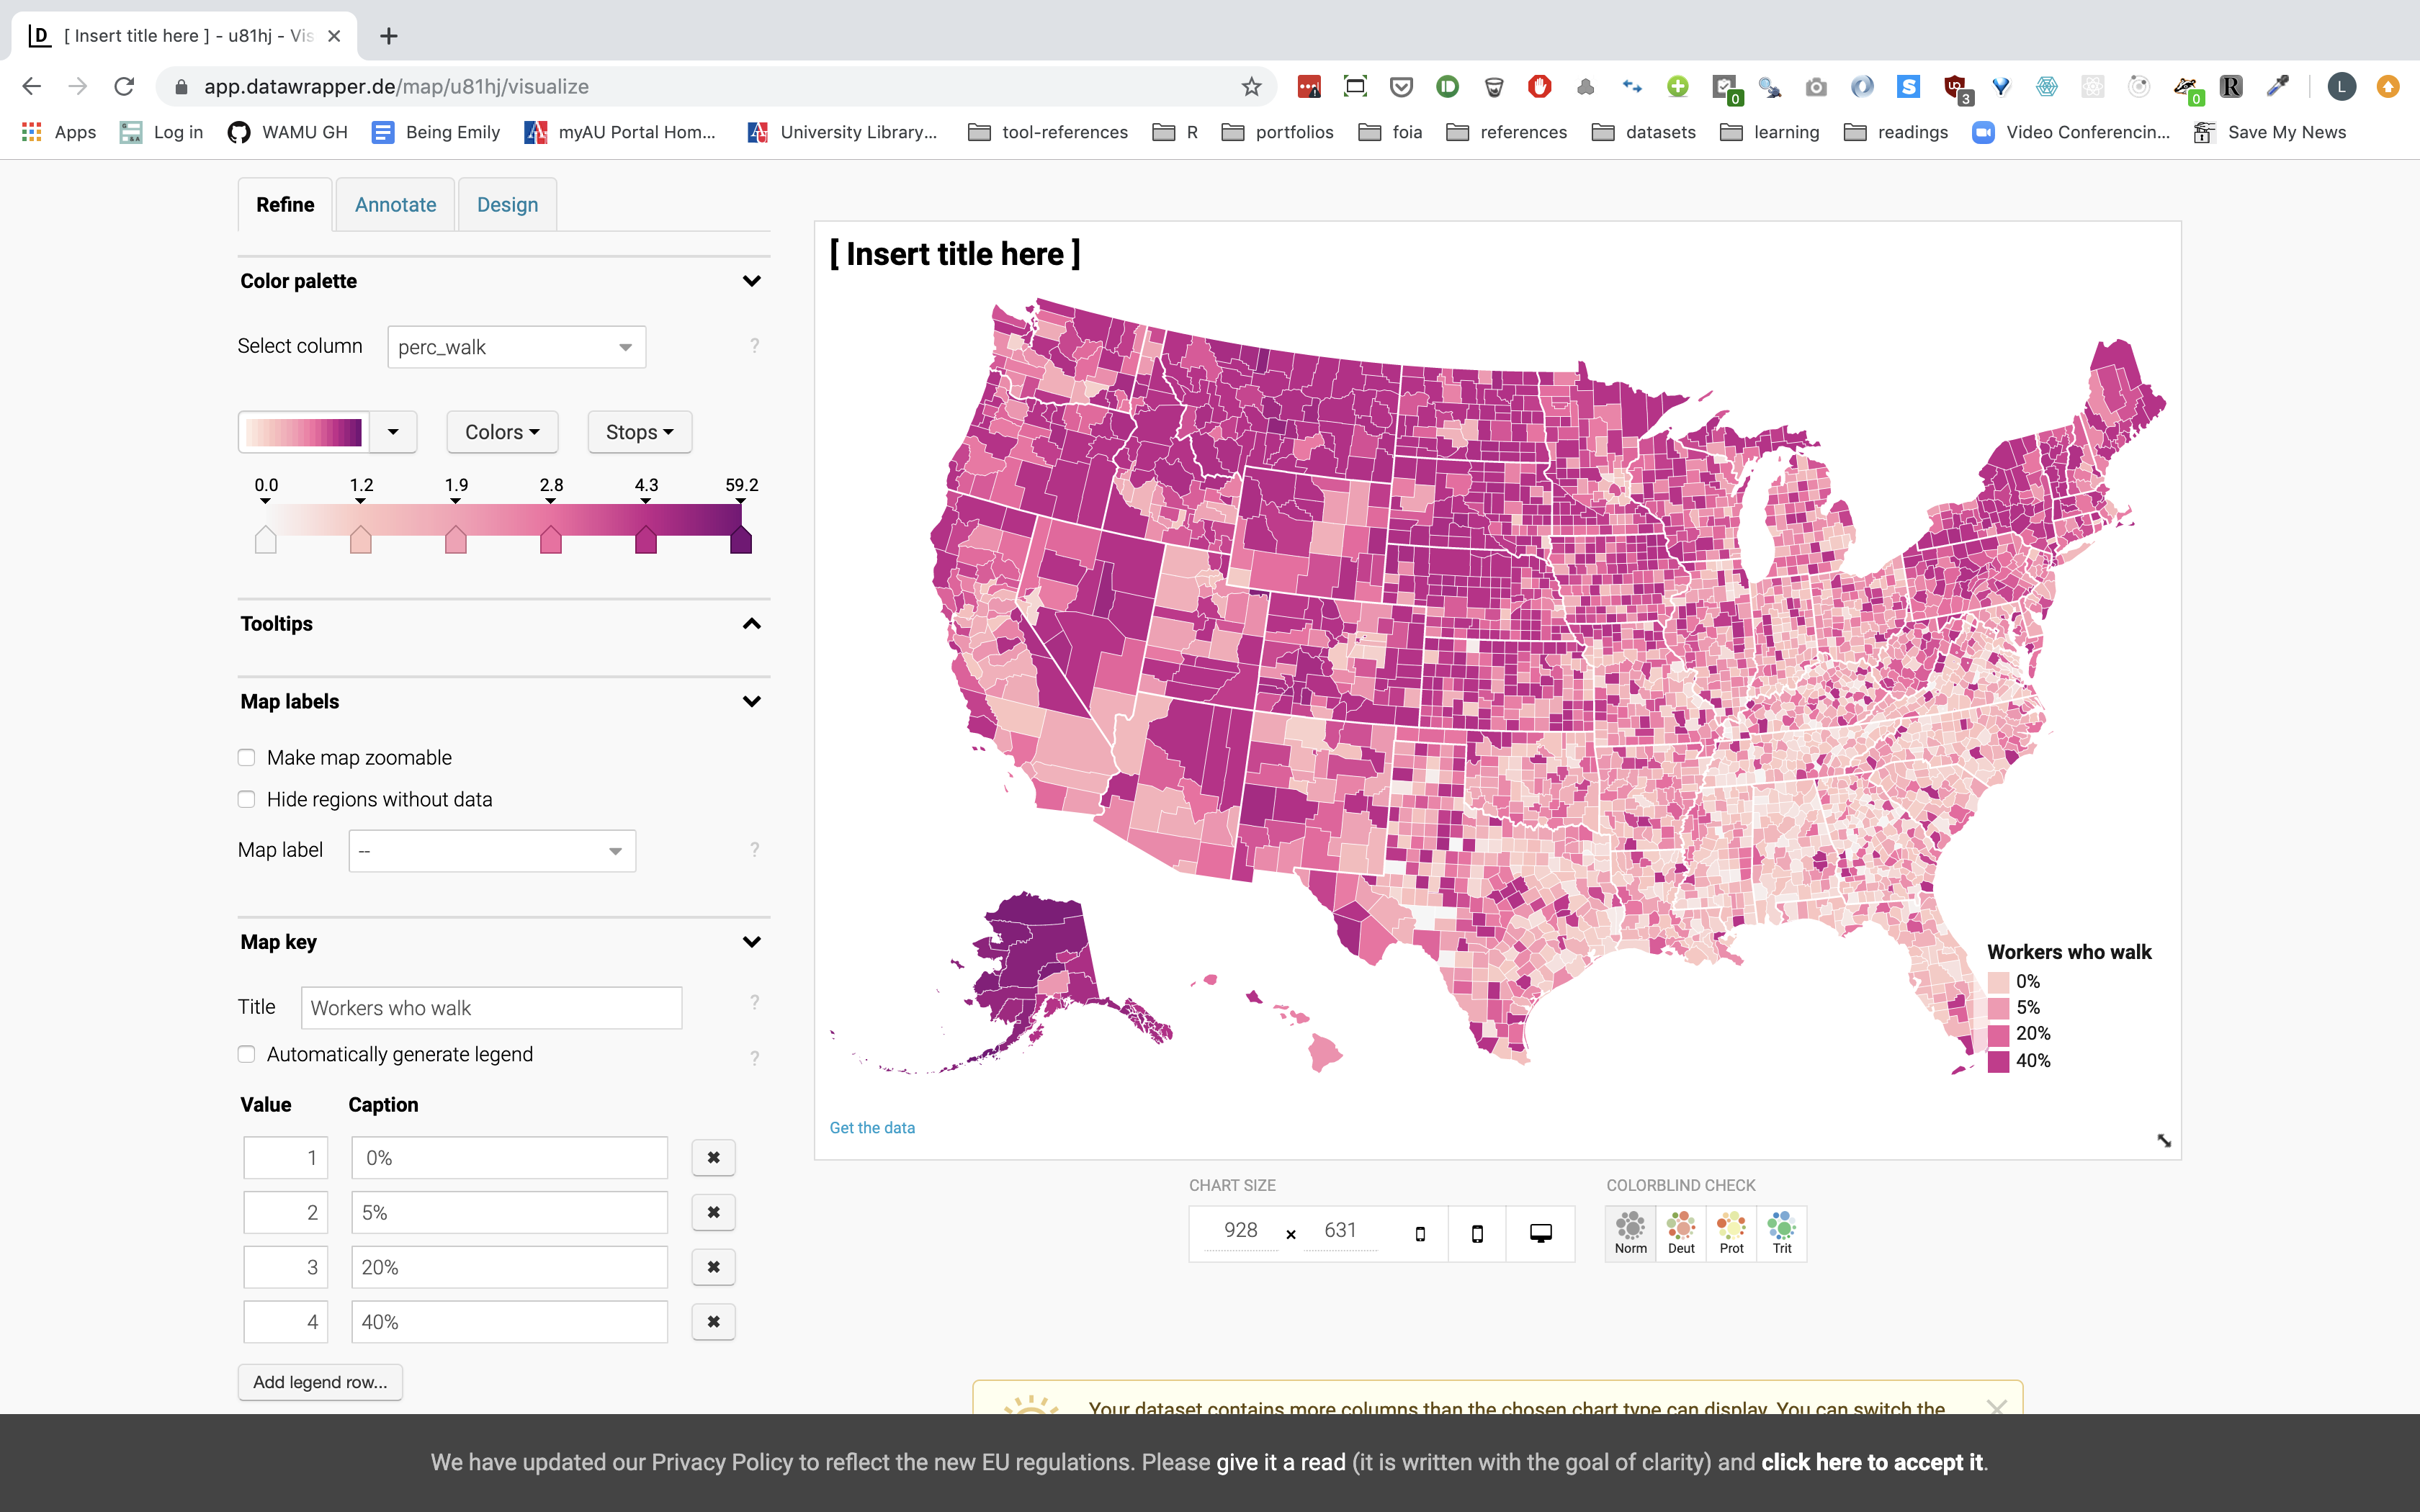 [ Insert title here ] - u81hj - Vis
app.datawrapper.de/map/u81hj/visualize
0
3
0
R
L
Apps
Log in
WAMU GH
Being Emily
myAU Portal Hom...
University Library...
tool-references
R
portfolios
foia
references
datasets
learning
readings
Video Conferencin...
Save My News
Refine
Annotate
Design
Color palette
Select column
perc_walk
?
Colors
Stops
0.0
1.2
1.9
2.8
4.3
59.2
Tooltips
Map labels
Make map zoomable
Hide regions without data
Map label
--
?
Map key
Title
Workers who walk
?
Automatically generate legend
?
Value
Caption
1
0%
2
5%
3
20%
4
40%
Add legend row...
[ Insert title here ]
Workers who walk
0%
5%
20%
40%
Get the data
CHART SIZE
928 × 631
COLORBLIND CHECK
Norm
Deut
Prot
Trit
Your dataset contains more columns than the chosen chart type can display. You can switch the
We have updated our Privacy Policy to reflect the new EU regulations. Please give it a read (it is written with the goal of clarity) and click here to accept it.